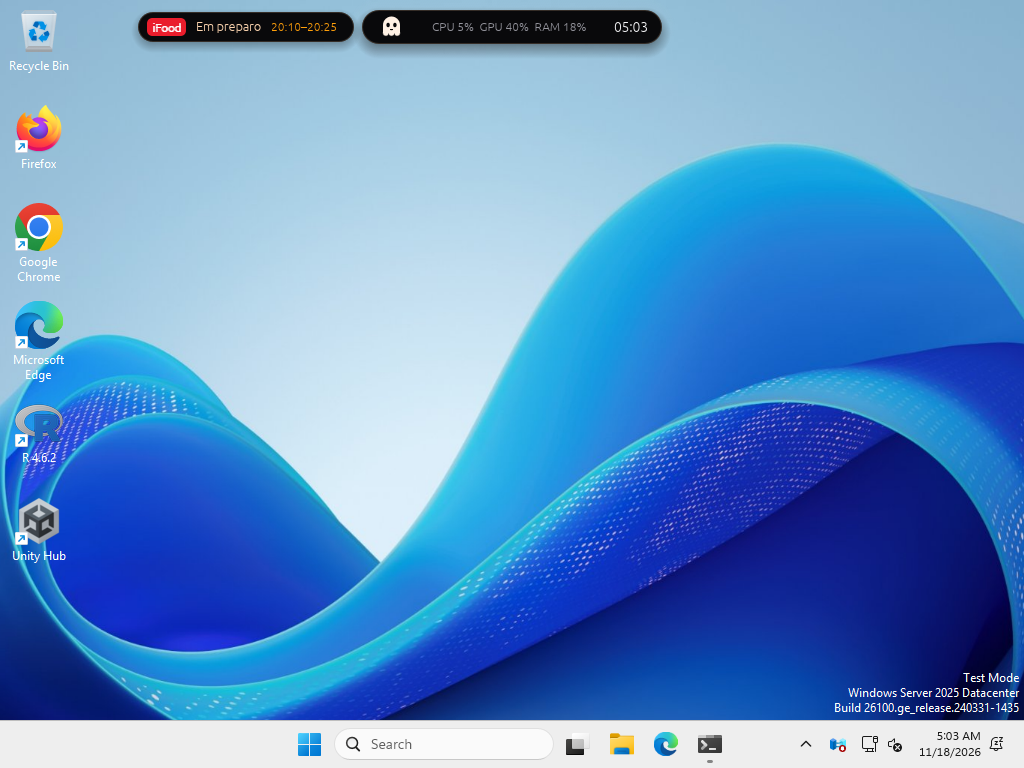 iFood Em preparo 20:10–20:25
CPU 5% GPU 40% RAM 18% 05:03
Recycle Bin
Firefox
Google
Chrome
Microsoft
Edge
R 4.6.2
Unity Hub
Test Mode
Windows Server 2025 Datacenter
Build 26100.ge_release.240331-1435
Search
5:03 AM
11/18/2026